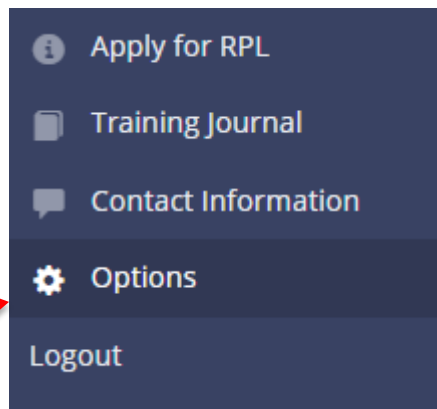 Apply for RPL
Training Journal
Contact Information
Options
Logout